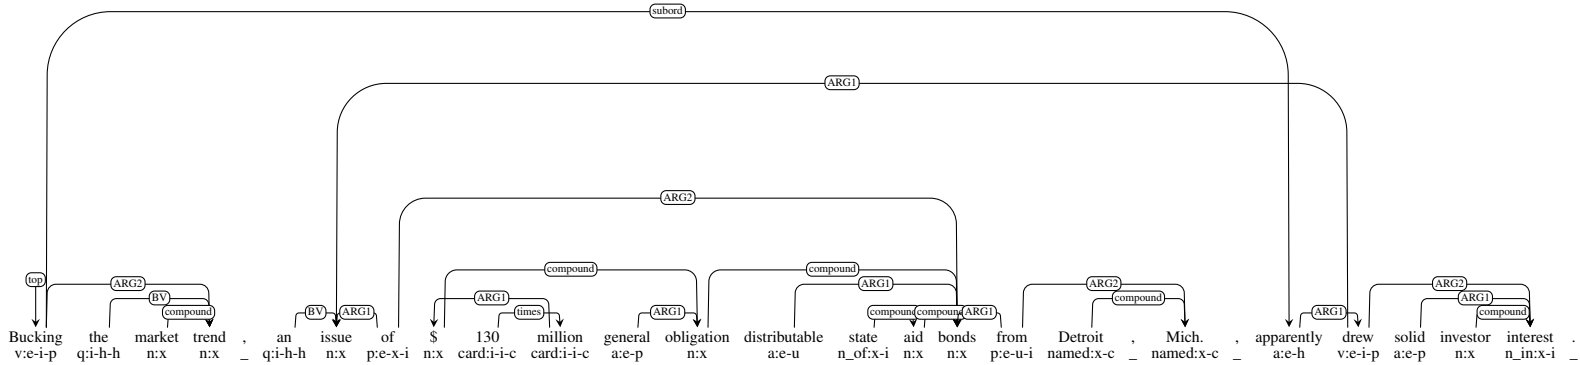 subord
ARG1
ARG2
compound compound
top ARG2 ARG1 ARG2 ARG2
BV ARG1 compound ARG1
compound BV ARG1 times ARG1 compound compound ARG1 ARG1 compound
Bucking the market trend , an issue of $ 130 million general obligation distributable state aid bonds from Detroit , Mich. , apparently drew solid investor interest .
v:e-i-p q:i-h-h n:x n:x _ q:i-h-h n:x p:e-x-i n:x card:i-i-c card:i-i-c a:e-p n:x a:e-u n_of:x-i n:x n:x p:e-u-i named:x-c _ named:x-c _ a:e-h v:e-i-p a:e-p n:x n_in:x-i _